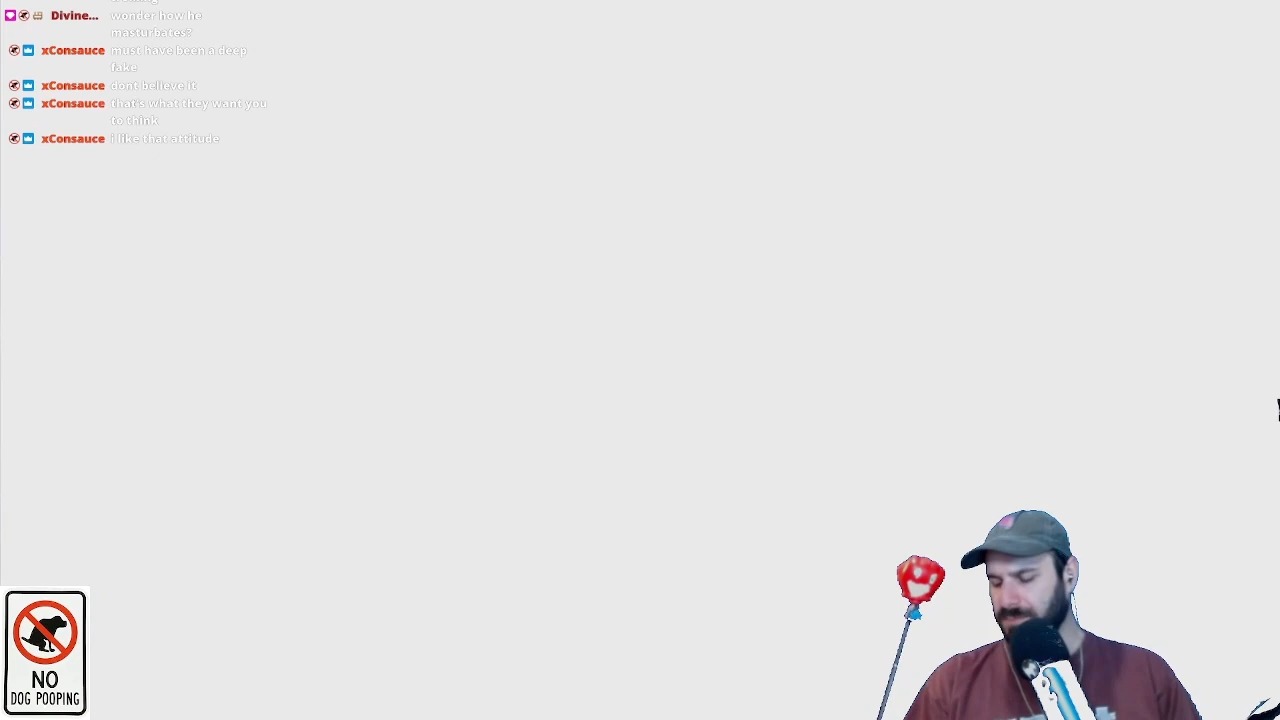 Divine... wonder how he
masturbates?
xConsauce must have been a deep
fake
xConsauce dont believe it
xConsauce that's what they want you
to think
xConsauce i like that attitude
NO
DOG POOPING